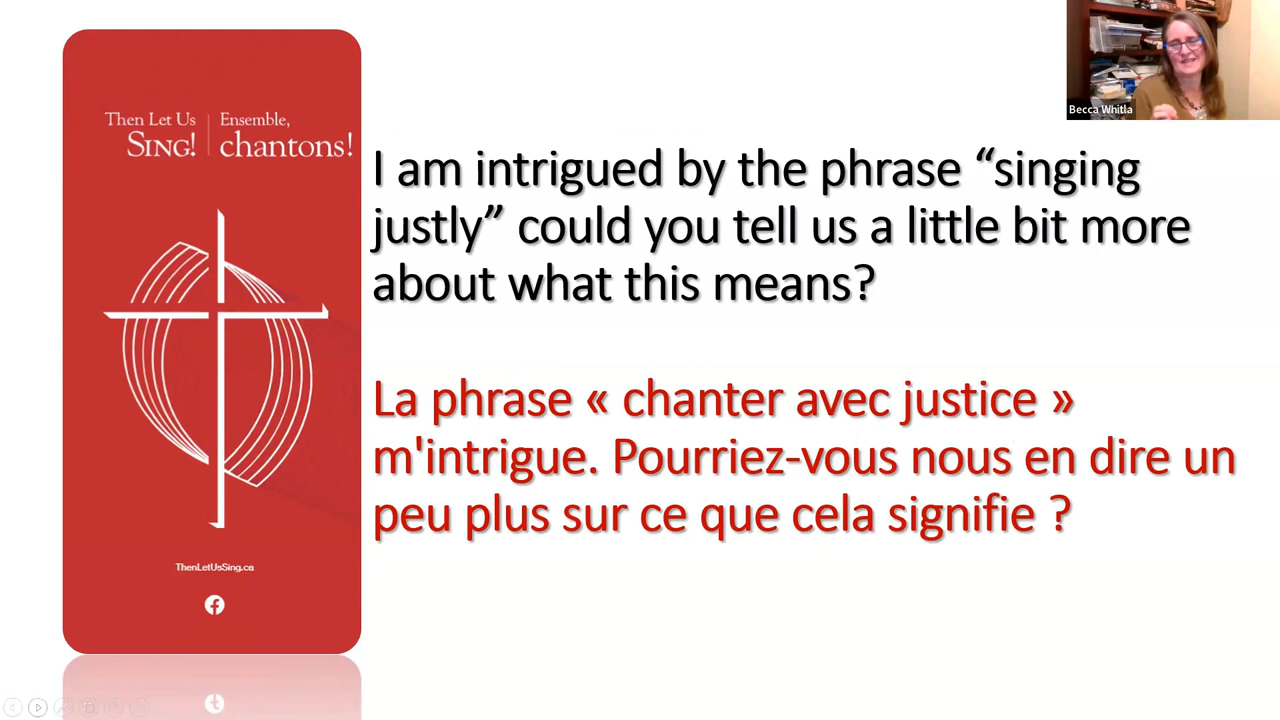 Then Let Us
SING!
Ensemble,
chantons!
ThenLetUsSing.ca
Becca Whitla
I am intrigued by the phrase “singing
justly” could you tell us a little bit more
about what this means?
La phrase « chanter avec justice »
m'intrigue. Pourriez-vous nous en dire un
peu plus sur ce que cela signifie ?